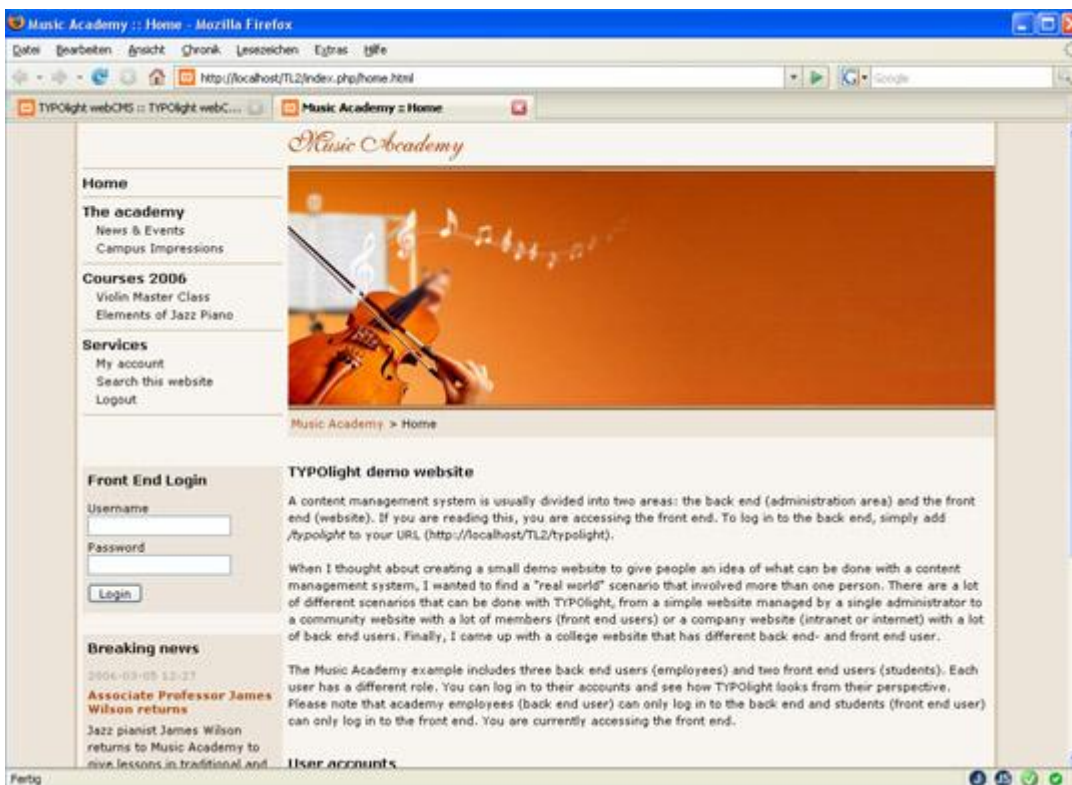 Music Academy :: Home - Mozilla Firefox
Datei Bearbeiten Ansicht Chronik Lesezeichen Extras Hilfe
http://localhost/TL2/index.php/home.html
Google
TYPOlight webCMS :: TYPOlight webC...
Music Academy :: Home
Music Academy
Home
The academy
News & Events
Campus Impressions
Courses 2006
Violin Master Class
Elements of Jazz Piano
Services
My account
Search this website
Logout
Music Academy > Home
Front End Login
Username
Password
Login
Breaking news
2006-03-05 12:27
Associate Professor James
Wilson returns
Jazz pianist James Wilson
returns to Music Academy to
give lessons in traditional and
TYPOlight demo website
A content management system is usually divided into two areas: the back end (administration area) and the front
end (website). If you are reading this, you are accessing the front end. To log in to the back end, simply add
/typolight to your URL (http://localhost/TL2/typolight).
When I thought about creating a small demo website to give people an idea of what can be done with a content
management system, I wanted to find a "real world" scenario that involved more than one person. There are a lot
of different scenarios that can be done with TYPOlight, from a simple website managed by a single administrator to
a community website with a lot of members (front end users) or a company website (intranet or internet) with a lot
of back end users. Finally, I came up with a college website that has different back end- and front end user.
The Music Academy example includes three back end users (employees) and two front end users (students). Each
user has a different role. You can log in to their accounts and see how TYPOlight looks from their perspective.
Please note that academy employees (back end user) can only log in to the back end and students (front end user)
can only log in to the front end. You are currently accessing the front end.
User accounts
Fertig